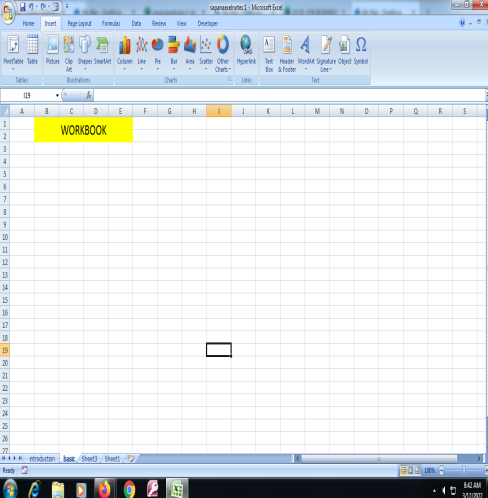 sapanaexelnotes 1 - Microsoft Excel
Home Insert Page Layout Formulas Data Review View Developer
PivotTable Table Picture Clip Art Shapes SmartArt Column Line Pie Bar Area Scatter Other Charts Hyperlink Text Box Header & Footer WordArt Signature Line Object Symbol
Tables Illustrations Charts Links Text
I19 fx
A B C D E F G H I J K L M N O P Q R S
1 WORKBOOK
2
3
4
5
6
7
8
9
10
11
12
13
14
15
16
17
18
19
20
21
22
23
24
25
26
27
introduction basic Sheet3 Sheet1
Ready 100%
8:42 AM